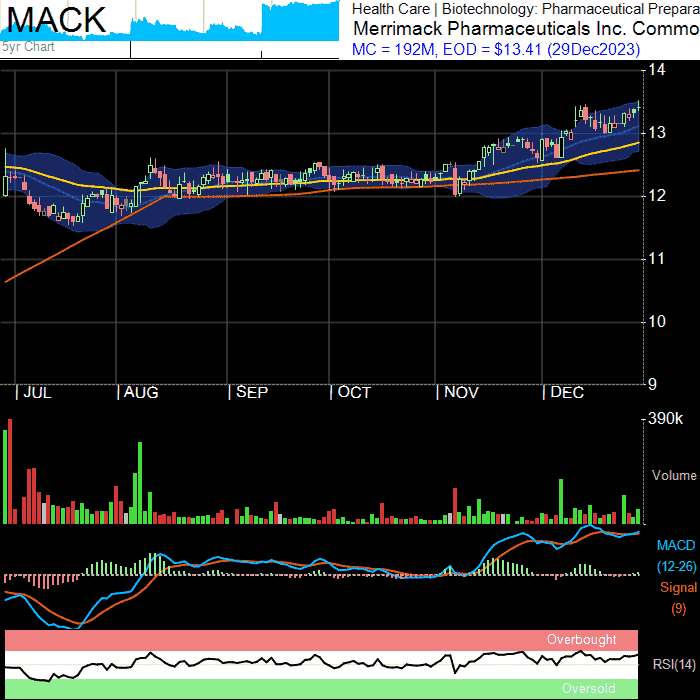 MACK
5yr Chart
Health Care | Biotechnology: Pharmaceutical Prepara
Merrimack Pharmaceuticals Inc. Commo
MC = 192M, EOD = $13.41 (29Dec2023)
14
13
12
11
10
9
| JUL | AUG | SEP | OCT | NOV | DEC
390k
Volume
MACD
(12-26)
Signal
(9)
Overbought
RSI(14)
Oversold